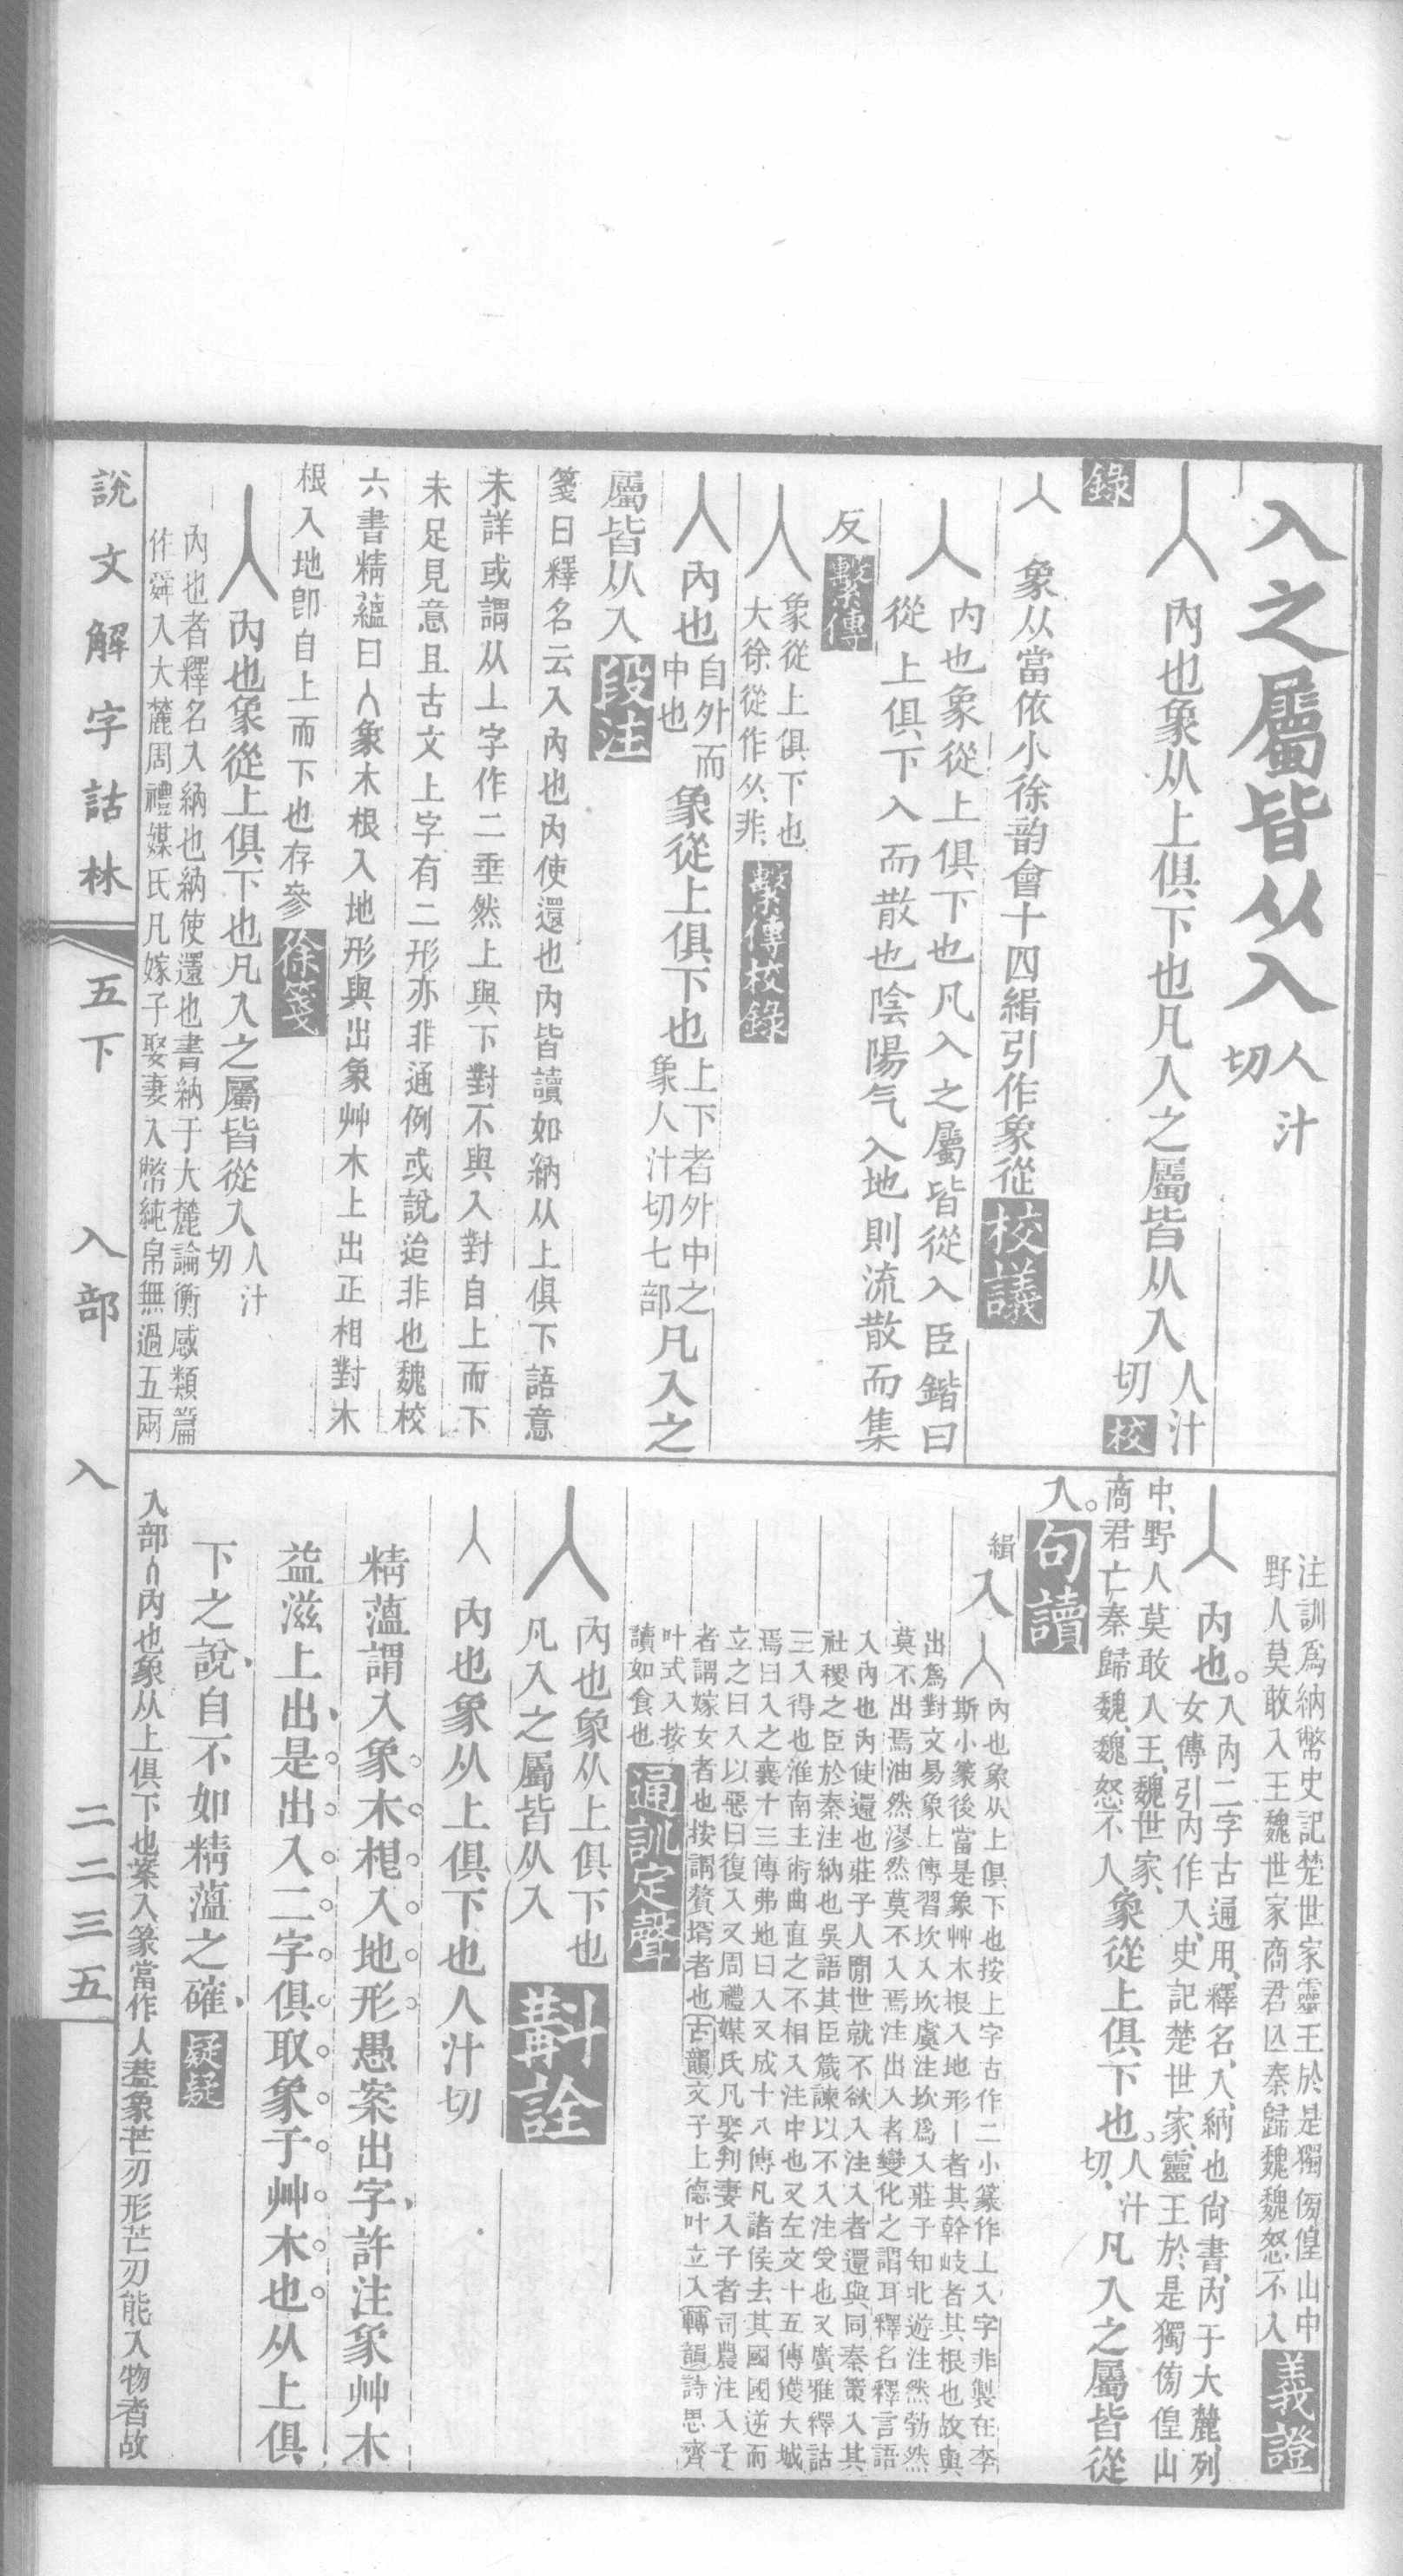 入之屬皆从入 人汁切
入 內也象从上俱下也凡入之屬皆从入 人汁切 校
錄
入 象从當依小徐韵會十四緝引作象從 校議
入 內也象從上俱下也凡入之屬皆從入臣鍇曰
從上俱下入而散也陰陽气入地則流散而集
反 繫傳
入 象從上俱下也大徐從作从非 繫傳校錄
入 內也自外而中也象從上俱下也上下者外中之象人汁切七部凡入之
屬皆从入 段注
箋曰釋名云入內也內使還也內皆讀如納从上俱下語意
未詳或謂从丄字作二垂然上與下對不與入對自上而下
未足見意且古文上字有二形亦非通例或說迨非也魏校
六書精蘊曰入象木根入地形與出象艸木上出正相對木
根入地卽自上而下也存參 徐箋
入 內也象從上俱下也凡入之屬皆從入 人汁切
內也者釋名入納也納使還也書納于大麓論衡感類篇
作舜入大麓周禮媒氏凡嫁子娶妻入幣純帛無過五兩
注訓爲納幣史記楚世家靈王於是獨傍偟山中
野人莫敢入王魏世家商君亡秦歸魏魏怒不入 義證
入 內也。入內二字古通用、釋名、入、納也尙書、內于大麓、列
女傳引內作入、史記楚世家、靈王於是獨傍偟山
中、野人莫敢入王、魏世家、
商君亡秦歸魏、魏怒不入、象從上俱下也。人汁切、凡入之屬皆從
入。 句讀
緝 入 入 內也象从上俱下也按上字古作二小篆作丄入字非製在李
斯小篆後當是象艸木根入地形丨者其幹岐者其根也故與
出爲對文易象上傳習坎入坎虞注坎爲入莊子知北遊注然勃然
莫不出焉油然漻然莫不入焉注出入者變化之謂耳釋名釋言語
入內也內使還也莊子人閒世就不欲入注入者還與同秦策入其
社稷之臣於秦注納也吳語其臣箴諫以不入注受也又廣雅釋詁
三入得也淮南主術曲直之不相入注中也又左文十五傳獲大城
焉曰入之襄十三傳弗地曰入又成十八傳凡諸侯去其國國逆而
立之曰入以惡曰復入又周禮媒氏凡娶判妻入子者司農注入子
者謂嫁女者也按謂贅壻者也古韻文子上德叶立入轉韻詩思齊
叶式入按
讀如食也 通訓定聲
入 內也象从上俱下也
凡入之屬皆从入 斠詮
入 內也象从上俱下也人汁切
精薀謂入象木根入地形愚案出字、許注象艸木
益滋上出、是出入二字俱取象于艸木也从上俱
下之說、自不如精薀之確、 疑疑
入部入內也象从上俱下也案入篆當作人葢象芒刃形芒刃能入物者故
說文解字詁林 五下 入部 入 二二三五